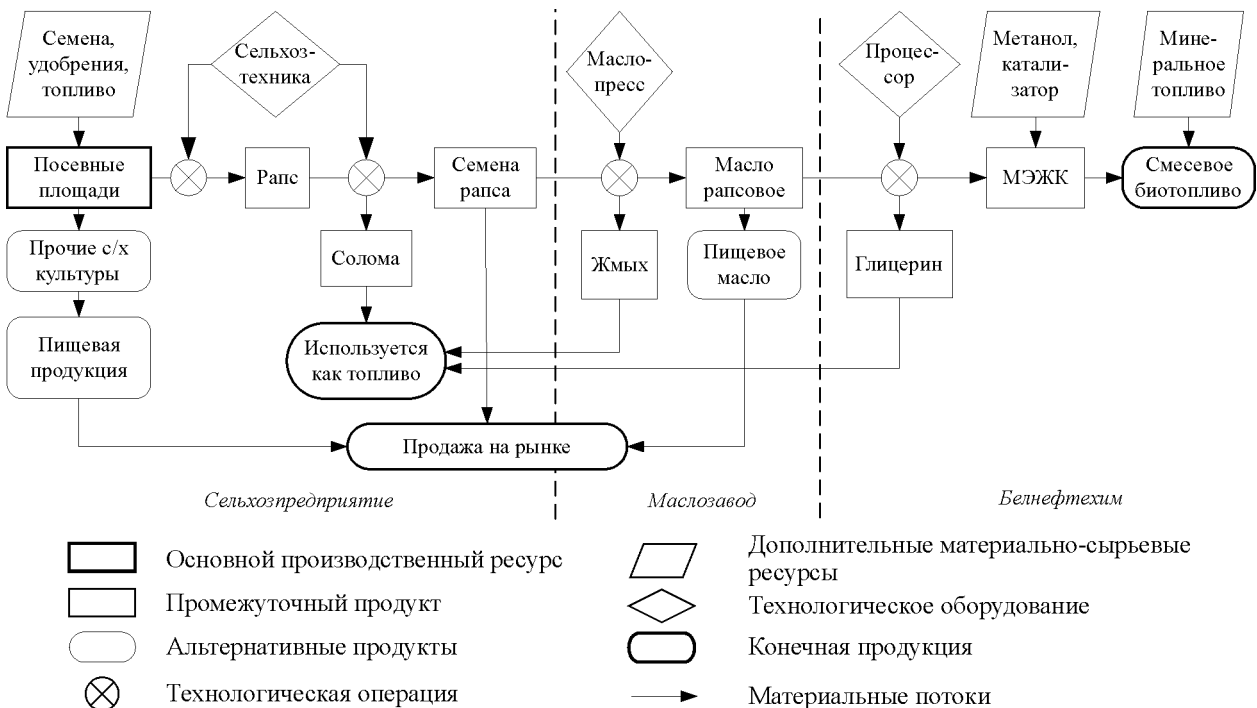 Семена,
удобрения,
топливо
Сельхоз-
техника
Масло-
пресс
Процес-
сор
Метанол,
катали-
затор
Мине-
ральное
топливо
Посевные
площади
Рапс
Семена
рапса
Масло
рапсовое
МЭЖК
Смесевое
биотопливо
Прочие с/х
культуры
Солома
Жмых
Пищевое
масло
Глицерин
Пищевая
продукция
Используется
как топливо
Продажа на рынке
Сельхозпредприятие
Маслозавод
Белнефтехим
Основной производственный ресурс
Промежуточный продукт
Альтернативные продукты
Технологическая операция
Дополнительные материально-сырьевые
ресурсы
Технологическое оборудование
Конечная продукция
Материальные потоки